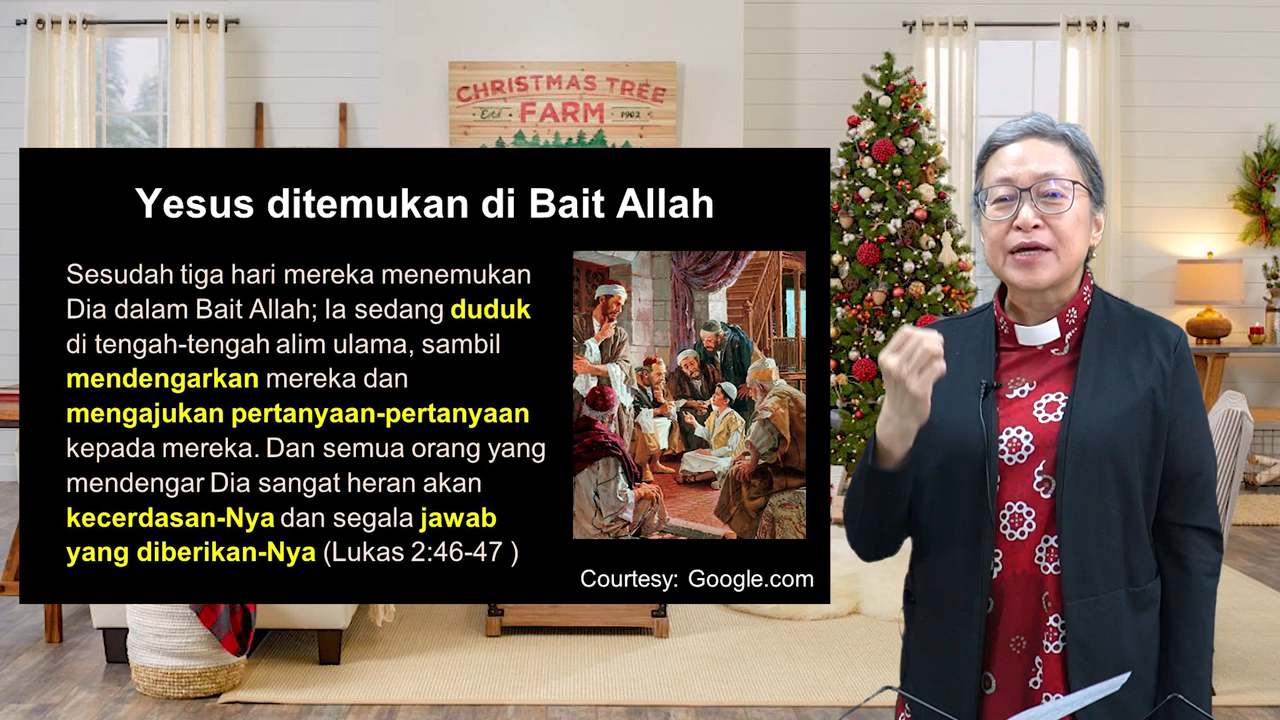 CHRISTMAS TREE
Estd FARM 1902
Yesus ditemukan di Bait Allah
Sesudah tiga hari mereka menemukan
Dia dalam Bait Allah; Ia sedang duduk
di tengah-tengah alim ulama, sambil
mendengarkan mereka dan
mengajukan pertanyaan-pertanyaan
kepada mereka. Dan semua orang yang
mendengar Dia sangat heran akan
kecerdasan-Nya dan segala jawab
yang diberikan-Nya (Lukas 2:46-47 )
Courtesy: Google.com